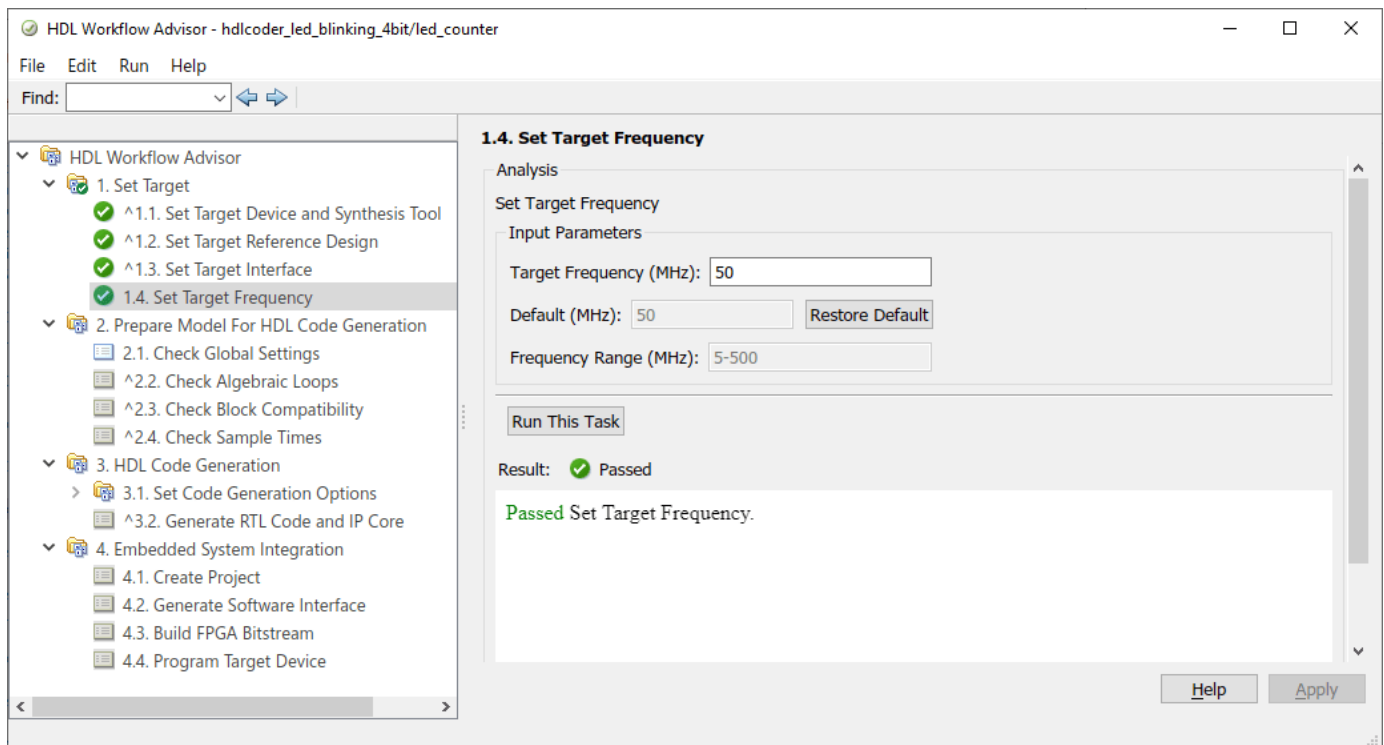 HDL Workflow Advisor - hdlcoder_led_blinking_4bit/led_counter
File Edit Run Help
Find:
HDL Workflow Advisor
1. Set Target
^1.1. Set Target Device and Synthesis Tool
^1.2. Set Target Reference Design
^1.3. Set Target Interface
1.4. Set Target Frequency
2. Prepare Model For HDL Code Generation
2.1. Check Global Settings
^2.2. Check Algebraic Loops
^2.3. Check Block Compatibility
^2.4. Check Sample Times
3. HDL Code Generation
3.1. Set Code Generation Options
^3.2. Generate RTL Code and IP Core
4. Embedded System Integration
4.1. Create Project
4.2. Generate Software Interface
4.3. Build FPGA Bitstream
4.4. Program Target Device
1.4. Set Target Frequency
Analysis
Set Target Frequency
Input Parameters
Target Frequency (MHz): 50
Default (MHz): 50 Restore Default
Frequency Range (MHz): 5-500
Run This Task
Result: Passed
Passed Set Target Frequency.
Help Apply